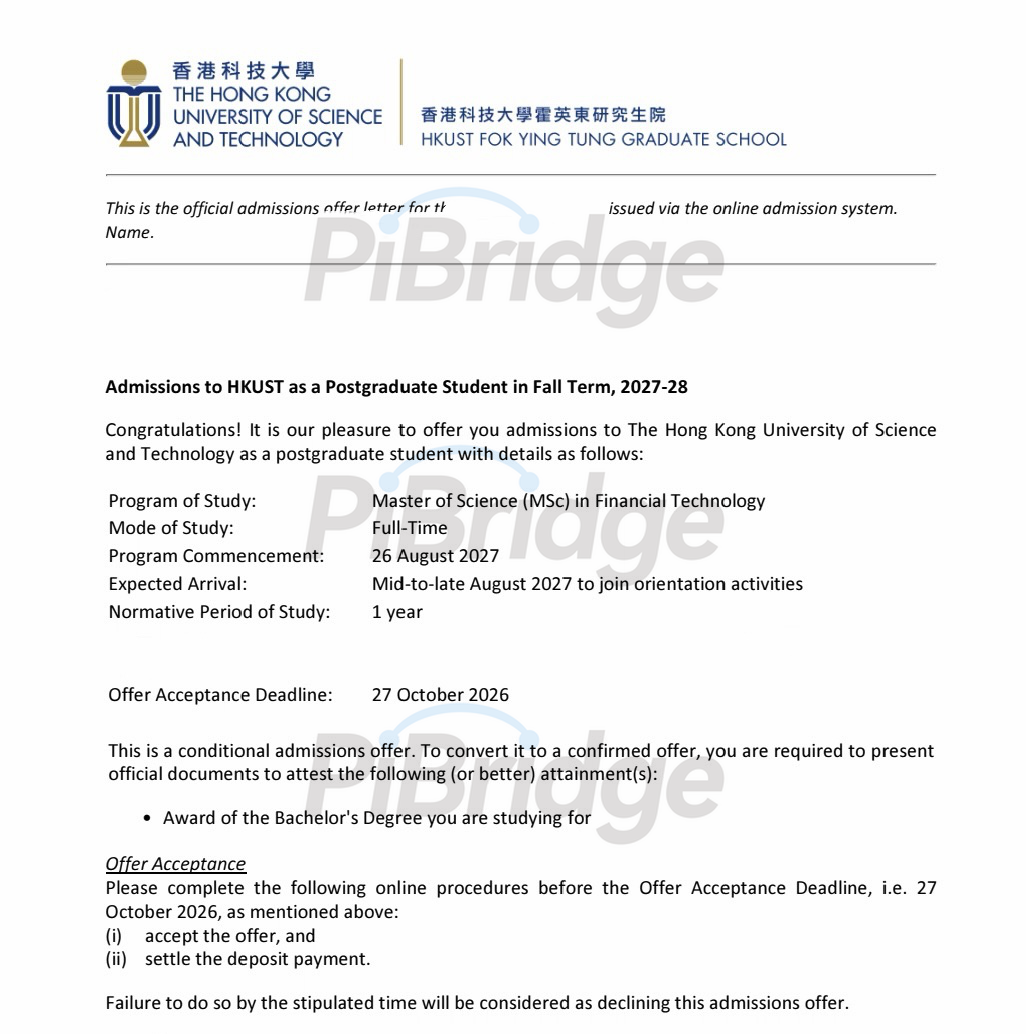 香港科技大學
THE HONG KONG
UNIVERSITY OF SCIENCE
AND TECHNOLOGY
香港科技大學霍英東研究生院
HKUST FOK YING TUNG GRADUATE SCHOOL
This is the official admissions offer letter for issued via the online admission system.
Name.
PiBridge
Admissions to HKUST as a Postgraduate Student in Fall Term, 2027-28
Congratulations! It is our pleasure to offer you admissions to The Hong Kong University of Science
and Technology as a postgraduate student with details as follows:
PiBridge
Program of Study: Master of Science (MSc) in Financial Technology
Mode of Study: Full-Time
Program Commencement: 26 August 2027
Expected Arrival: Mid-to-late August 2027 to join orientation activities
Normative Period of Study: 1 year
Offer Acceptance Deadline: 27 October 2026
This is a conditional admissions offer. To convert it to a confirmed offer, you are required to present
official documents to attest the following (or better) attainment(s):
PiBridge
• Award of the Bachelor's Degree you are studying for
Offer Acceptance
Please complete the following online procedures before the Offer Acceptance Deadline, i.e. 27
October 2026, as mentioned above:
(i) accept the offer, and
(ii) settle the deposit payment.
Failure to do so by the stipulated time will be considered as declining this admissions offer.